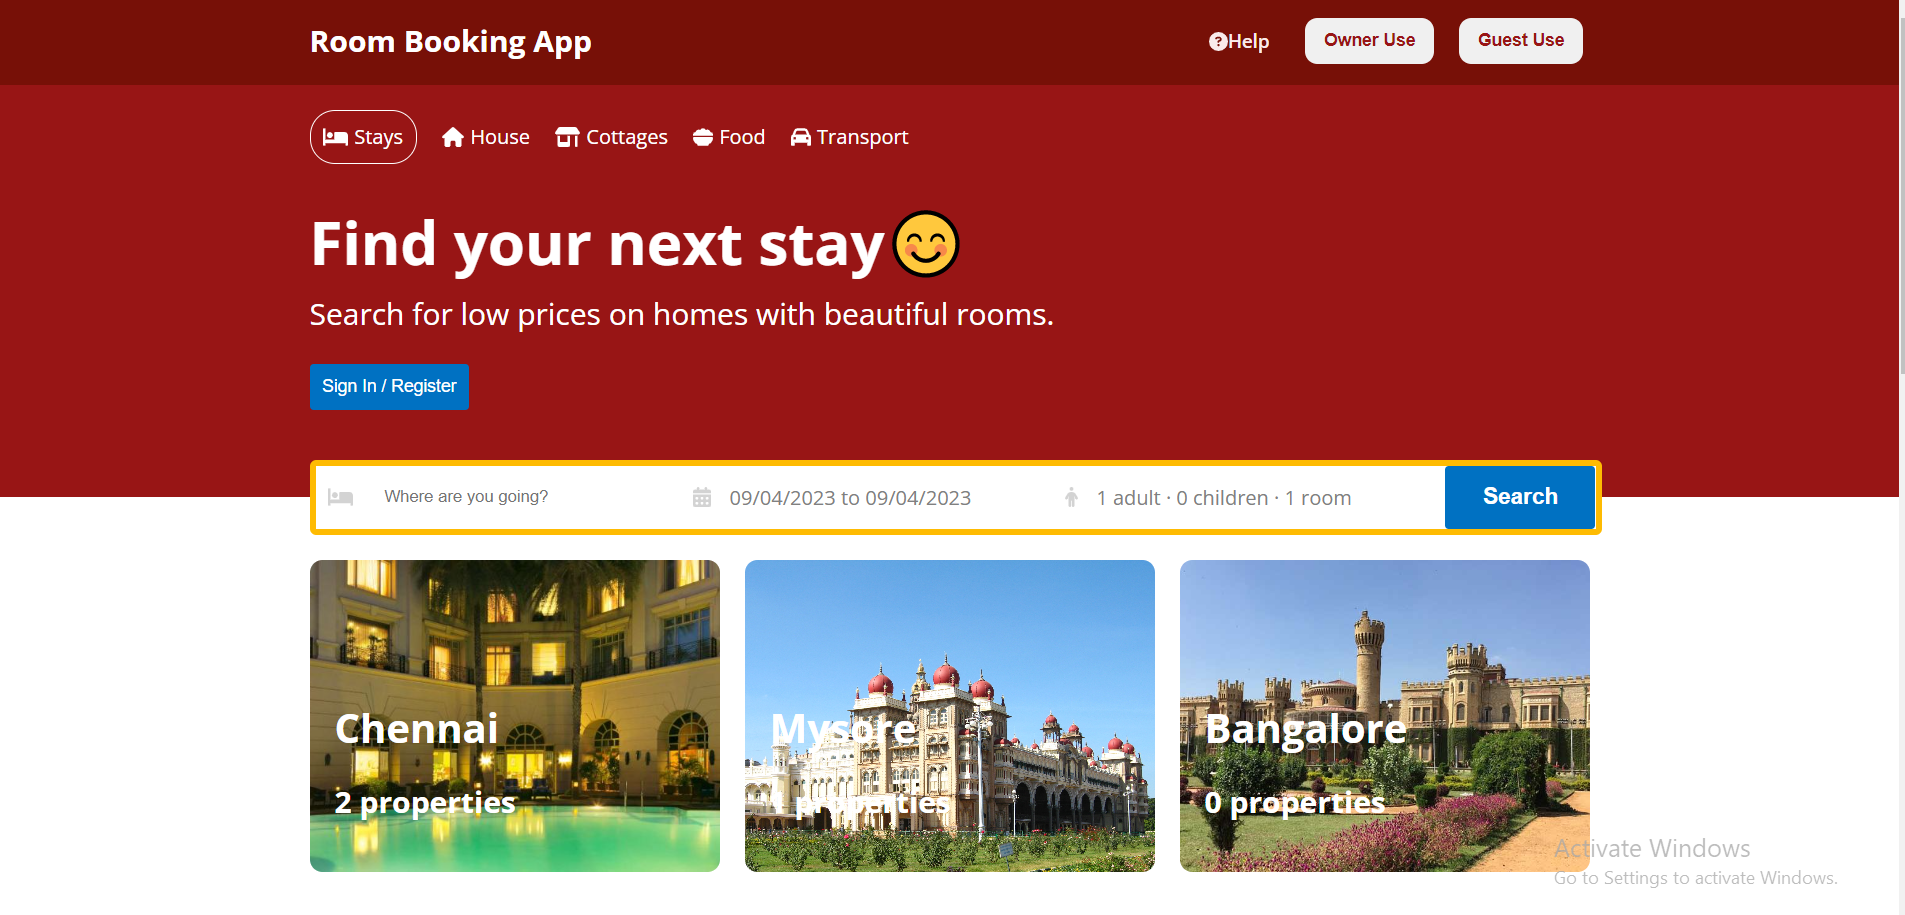 Room Booking App
Help
Owner Use
Guest Use
Stays
House
Cottages
Food
Transport
Find your next stay
Search for low prices on homes with beautiful rooms.
Sign In / Register
Where are you going?
09/04/2023 to 09/04/2023
1 adult · 0 children · 1 room
Search
Chennai
2 properties
Mysore
1 properties
Bangalore
0 properties
Activate Windows
Go to Settings to activate Windows.